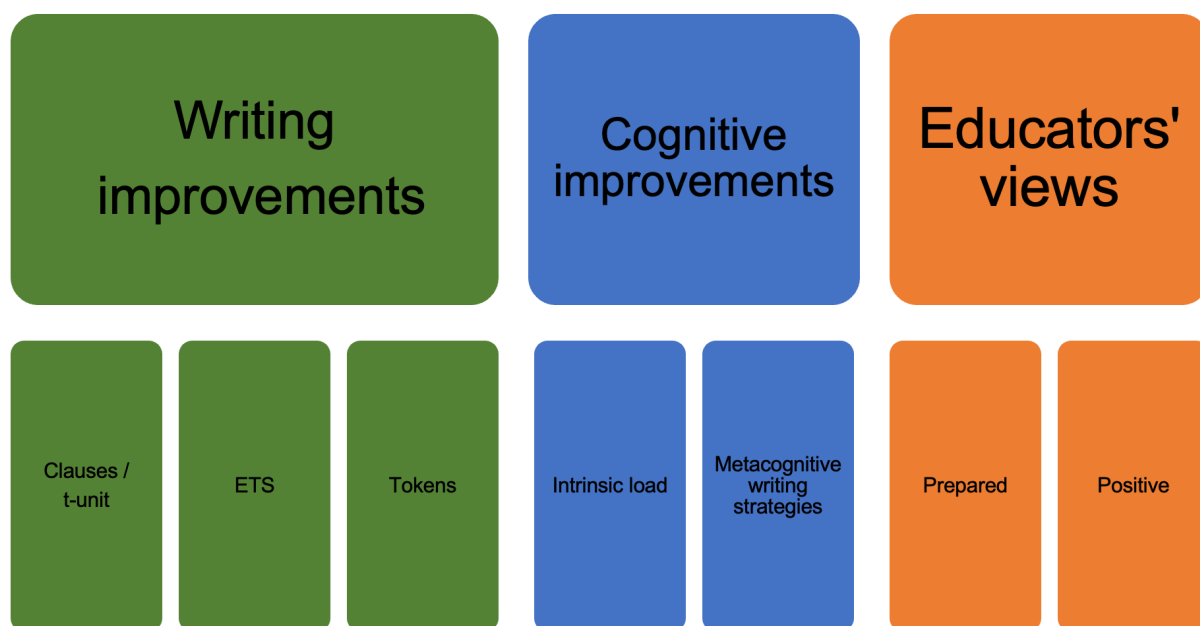 Writing
improvements
Cognitive
improvements
Educators'
views
Clauses /
t-unit
ETS
Tokens
Intrinsic load
Metacognitive
writing
strategies
Prepared
Positive